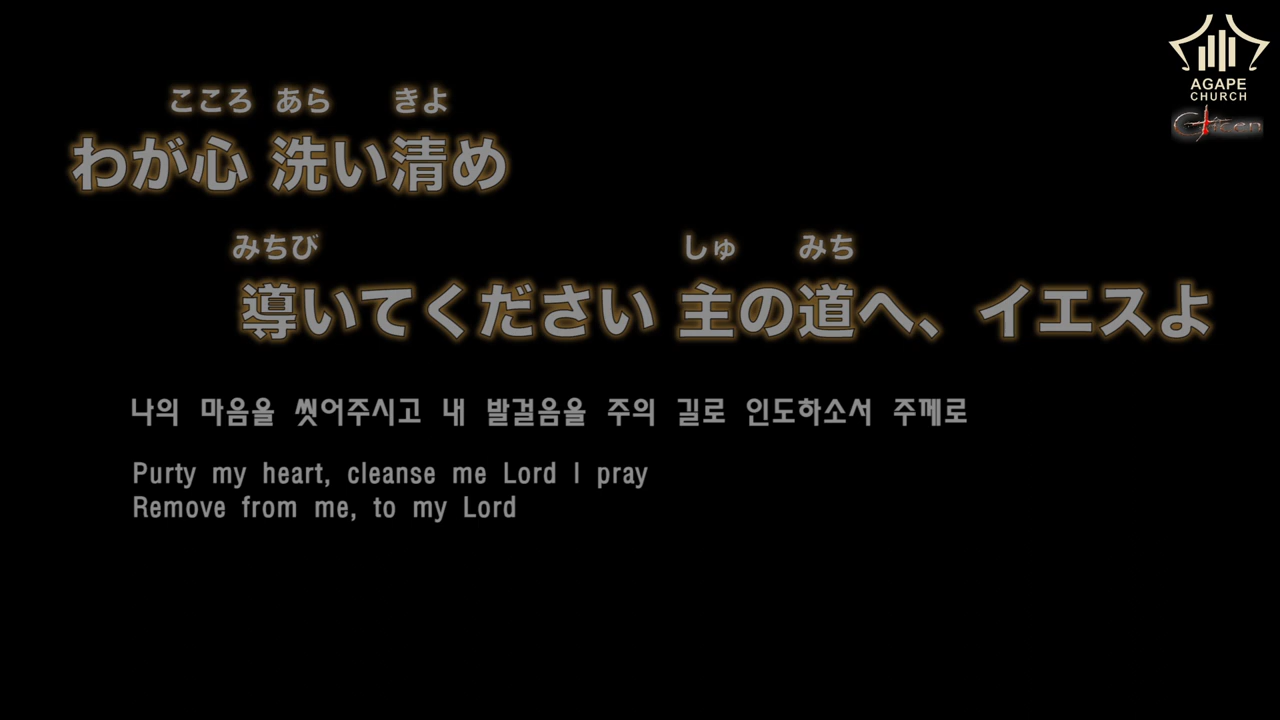 AGAPE
CHURCH
こころ あら きよ
わが心 洗い清め
みちび しゅ みち
導いてください 主の道へ、イエスよ
나의 마음을 씻어주시고 내 발걸음을 주의 길로 인도하소서 주께로
Purty my heart, cleanse me Lord I pray
Remove from me, to my Lord